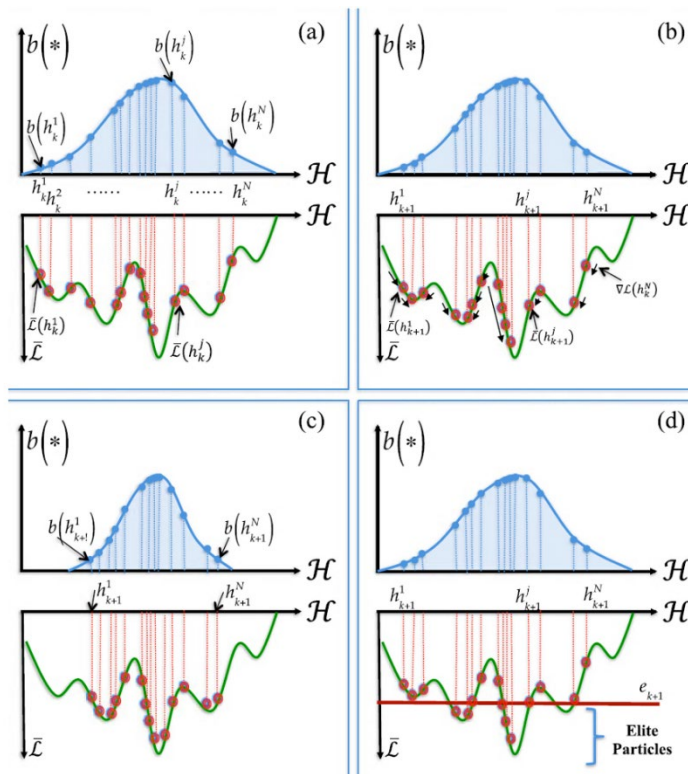 (a)
b(*)
b(h_k^j)
b(h_k^1)
b(h_k^N)
ℋ
h_k^1 h_k^2 ...... h_k^j ...... h_k^N
ℋ
ℒ̄(h_k^1)
ℒ̄(h_k^j)
ℒ̄
(b)
b(*)
ℋ
h_{k+1}^1 h_{k+1}^j h_{k+1}^N
ℋ
∇ℒ(h_k^N)
ℒ̄(h_{k+1}^1)
ℒ̄(h_{k+1}^j)
ℒ̄
(c)
b(*)
b(h_{k+!}^1)
b(h_{k+1}^N)
ℋ
h_{k+1}^1 h_{k+1}^N
ℋ
ℒ̄
(d)
b(*)
ℋ
h_{k+1}^1 h_{k+1}^j h_{k+1}^N
ℋ
e_{k+1}
Elite
Particles
ℒ̄